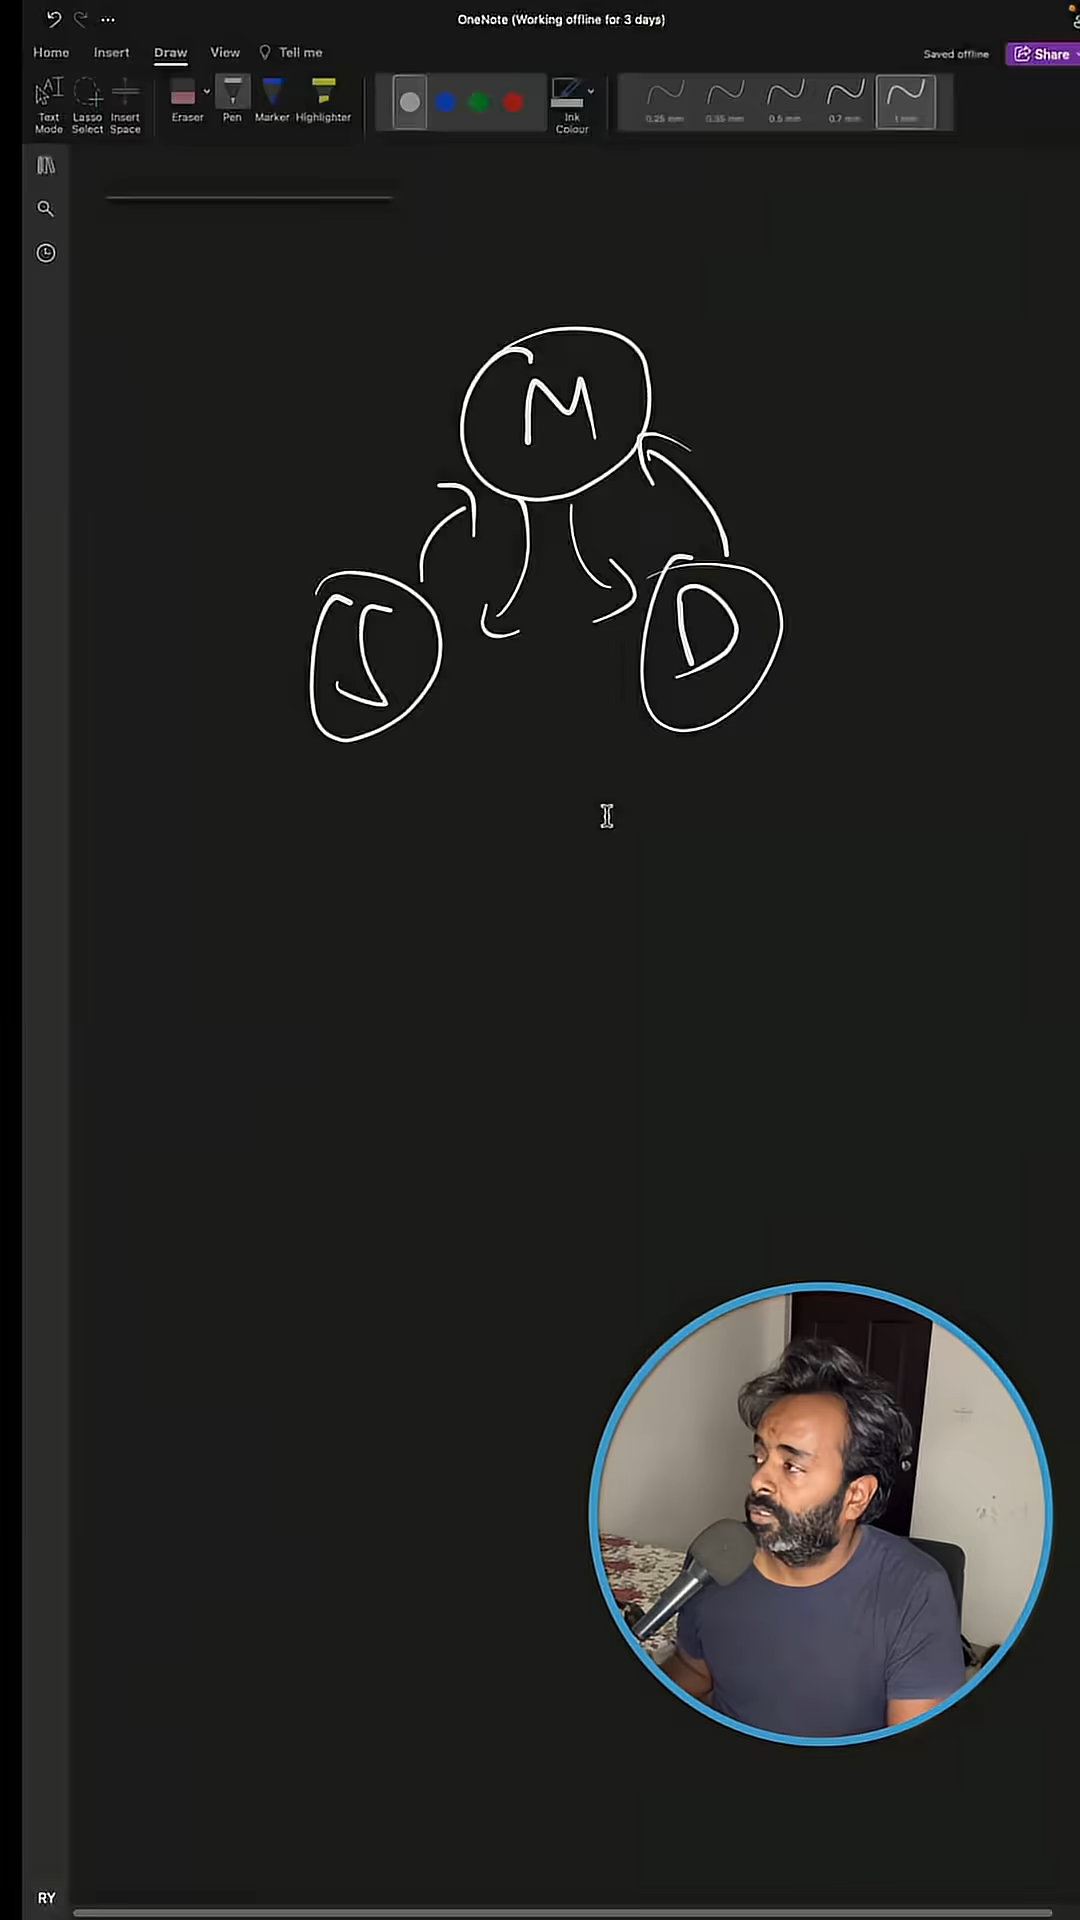 OneNote (Working offline for 3 days)
Home Insert Draw View Tell me
Saved offline Share
Text Mode
Lasso Select
Insert Space
Eraser
Pen
Marker
Highlighter
Ink Colour
0.25 mm
0.35 mm
0.5 mm
0.7 mm
1 mm
M
J
D
RY